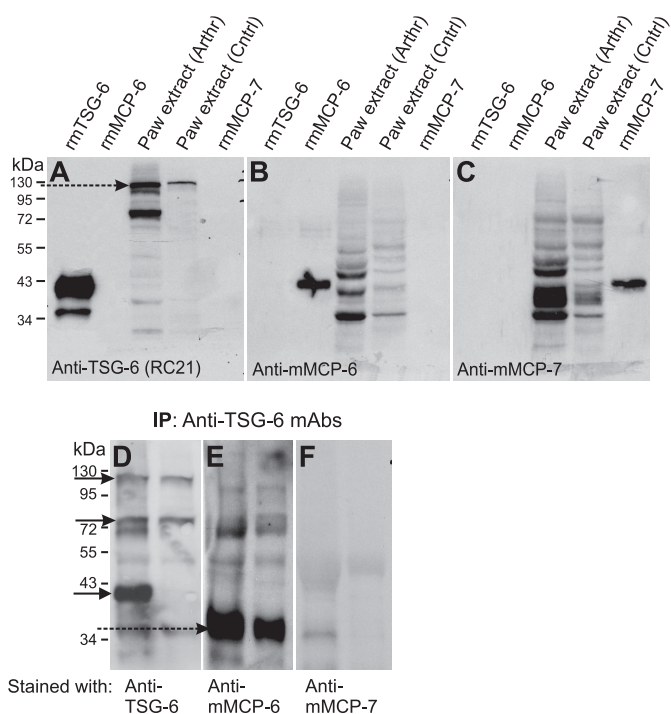 rmTSG-6
rmMCP-6
Paw extract (Arthr)
Paw extract (Cntrl)
rmMCP-7
rmTSG-6
rmMCP-6
Paw extract (Arthr)
Paw extract (Cntrl)
rmMCP-7
rmTSG-6
rmMCP-6
Paw extract (Arthr)
Paw extract (Cntrl)
rmMCP-7
kDa
A
B
C
130
95
72
55
43
34
Anti-TSG-6 (RC21)
Anti-mMCP-6
Anti-mMCP-7
IP: Anti-TSG-6 mAbs
kDa
D
E
F
130
95
72
55
43
34
Stained with:
Anti-
TSG-6
Anti-
mMCP-6
Anti-
mMCP-7